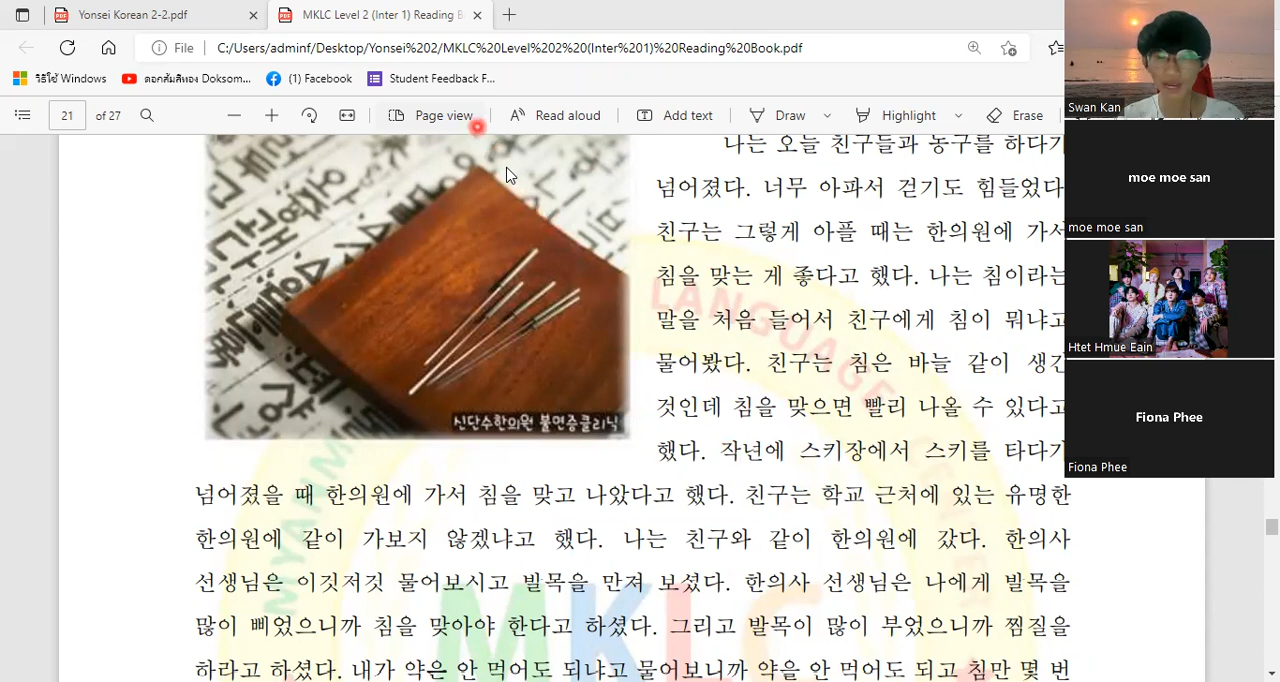 Yonsei Korean 2-2.pdf
MKLC Level 2 (Inter 1) Reading B
File
C:/Users/adminf/Desktop/Yonsei%202/MKLC%20Level%202%20(Inter%201)%20Reading%20Book.pdf
วิธีใช้ Windows
ดอกส้มสีทอง Doksom...
(1) Facebook
Student Feedback F...
21 of 27
Page view
Read aloud
Add text
Draw
Highlight
Erase
나는 오늘 친구들과 농구를 하다가
넘어졌다. 너무 아파서 걷기도 힘들었다
친구는 그렇게 아플 때는 한의원에 가서
침을 맞는 게 좋다고 했다. 나는 침이라는
말을 처음 들어서 친구에게 침이 뭐냐고
물어봤다. 친구는 침은 바늘 같이 생긴
것인데 침을 맞으면 빨리 나을 수 있다고
했다. 작년에 스키장에서 스키를 타다가
넘어졌을 때 한의원에 가서 침을 맞고 나았다고 했다. 친구는 학교 근처에 있는 유명한
한의원에 같이 가보지 않겠냐고 했다. 나는 친구와 같이 한의원에 갔다. 한의사
선생님은 이깃저깃 물어보시고 발목을 만져 보셨다. 한의사 선생님은 나에게 발목을
많이 삐었으니까 침을 맞아야 한다고 하셨다. 그리고 발목이 많이 부었으니까 찜질을
하라고 하셨다. 내가 약은 안 먹어도 되냐고 물어보니까 약을 안 먹어도 되고 침만 몇 번
신단수한의원 불면증클리닉
MYANMAR
LANGUAGE
CENTER
MKLC
Swan Kan
moe moe san
moe moe san
Htet Hmue Eain
Fiona Phee
Fiona Phee